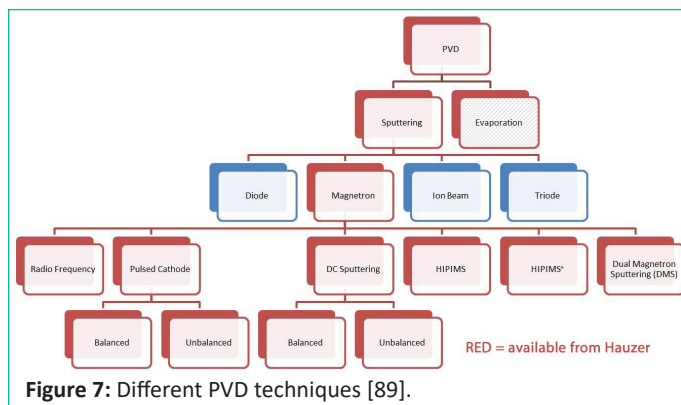 PVD
Sputtering
Evaporation
Diode
Magnetron
Ion Beam
Triode
Radio Frequency
Pulsed Cathode
DC Sputtering
HIPIMS
HIPIMS⁺
Dual Magnetron
Sputtering (DMS)
Balanced
Unbalanced
Balanced
Unbalanced
RED = available from Hauzer
Figure 7: Different PVD techniques [89].